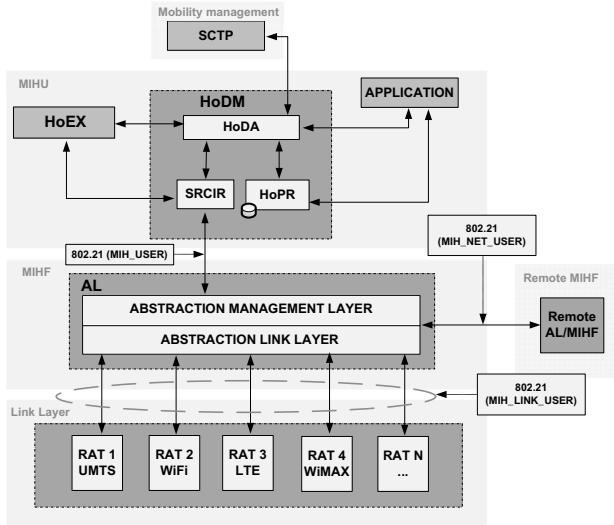 Mobility management
SCTP
MIHU
HoDM
APPLICATION
HoEX
HoDA
SRCIR
HoPR
802.21
(MIH_NET_USER)
802.21 (MIH_USER)
MIHF
AL
Remote MIHF
ABSTRACTION MANAGEMENT LAYER
ABSTRACTION LINK LAYER
Remote
AL/MIHF
802.21
(MIH_LINK_USER)
Link Layer
RAT 1
UMTS
RAT 2
WiFi
RAT 3
LTE
RAT 4
WiMAX
RAT N
...